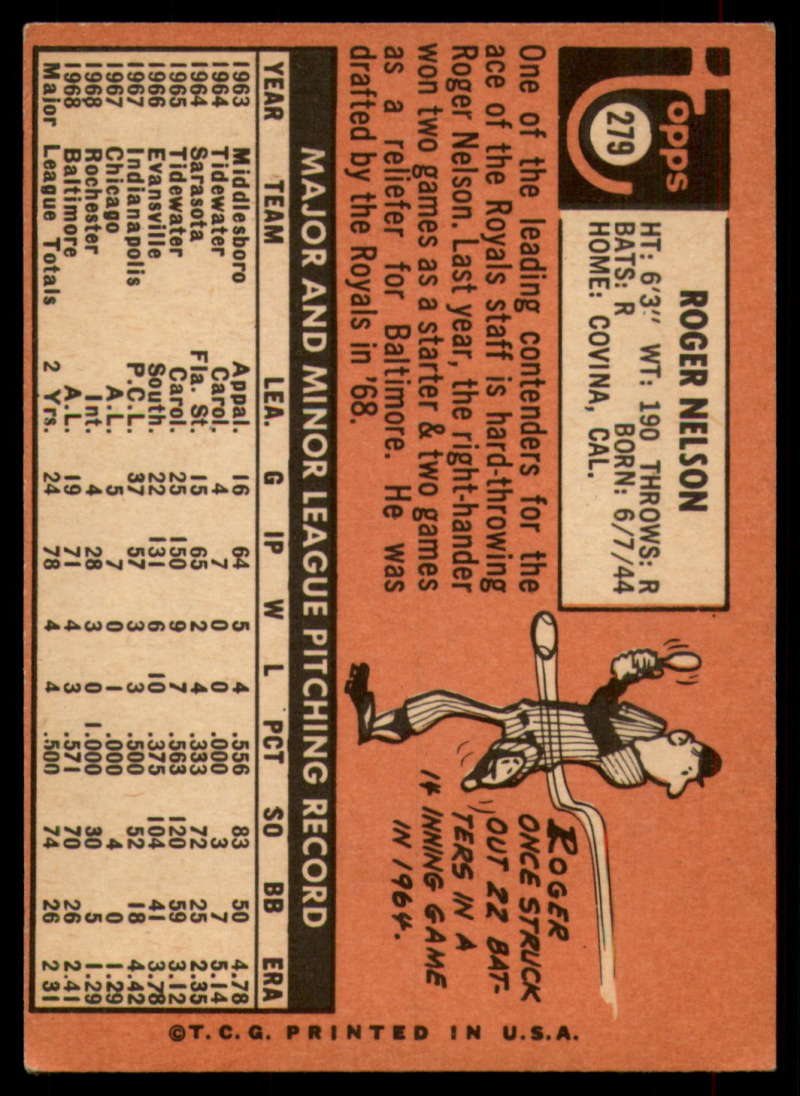 Topps
279
ROGER NELSON
HT: 6'3" WT: 190 THROWS: R
BATS: R BORN: 6/7/44
HOME: COVINA, CAL.
One of the leading contenders for the
ace of the Royals staff is hard-throwing
Roger Nelson. Last year, the right-hander
won two games as a starter & two games
as a reliefer for Baltimore. He was
drafted by the Royals in '68.
ROGER
ONCE STRUCK
OUT 22 BAT-
TERS IN A
14 INNING GAME
IN 1964.
MAJOR AND MINOR LEAGUE PITCHING RECORD
YEAR TEAM LEA. G IP W L PCT SO BB ERA
1963 Middlesboro Appal. 16 64 5 4 .556 83 50 4.78
1964 Tidewater Carol. 4 7 0 0 .000 3 7 5.14
1964 Sarasota Fla. St. 15 65 2 4 .333 72 25 2.35
1965 Tidewater Carol. 25 150 9 7 .563 120 59 3.12
1966 Evansville South. 22 131 6 10 .375 104 41 3.78
1967 Indianapolis P.C.L. 37 57 3 3 .500 52 18 4.42
1967 Chicago A.L. 5 7 0 1 .000 4 0 1.29
1968 Rochester Int. 4 28 3 0 1.000 30 5 1.29
1968 Baltimore A.L. 19 71 4 3 .571 70 26 2.41
Major League Totals 2 Yrs. 24 78 4 4 .500 74 26 2.31
©T.C.G. PRINTED IN U.S.A.